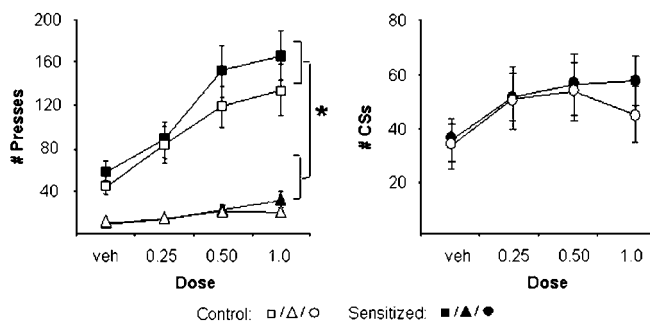 200
160
120
80
40
# Presses
*
veh 0.25 0.50 1.0
Dose
80
60
40
20
# CSs
veh 0.25 0.50 1.0
Dose
Control: □/△/○ Sensitized: ■/▲/●